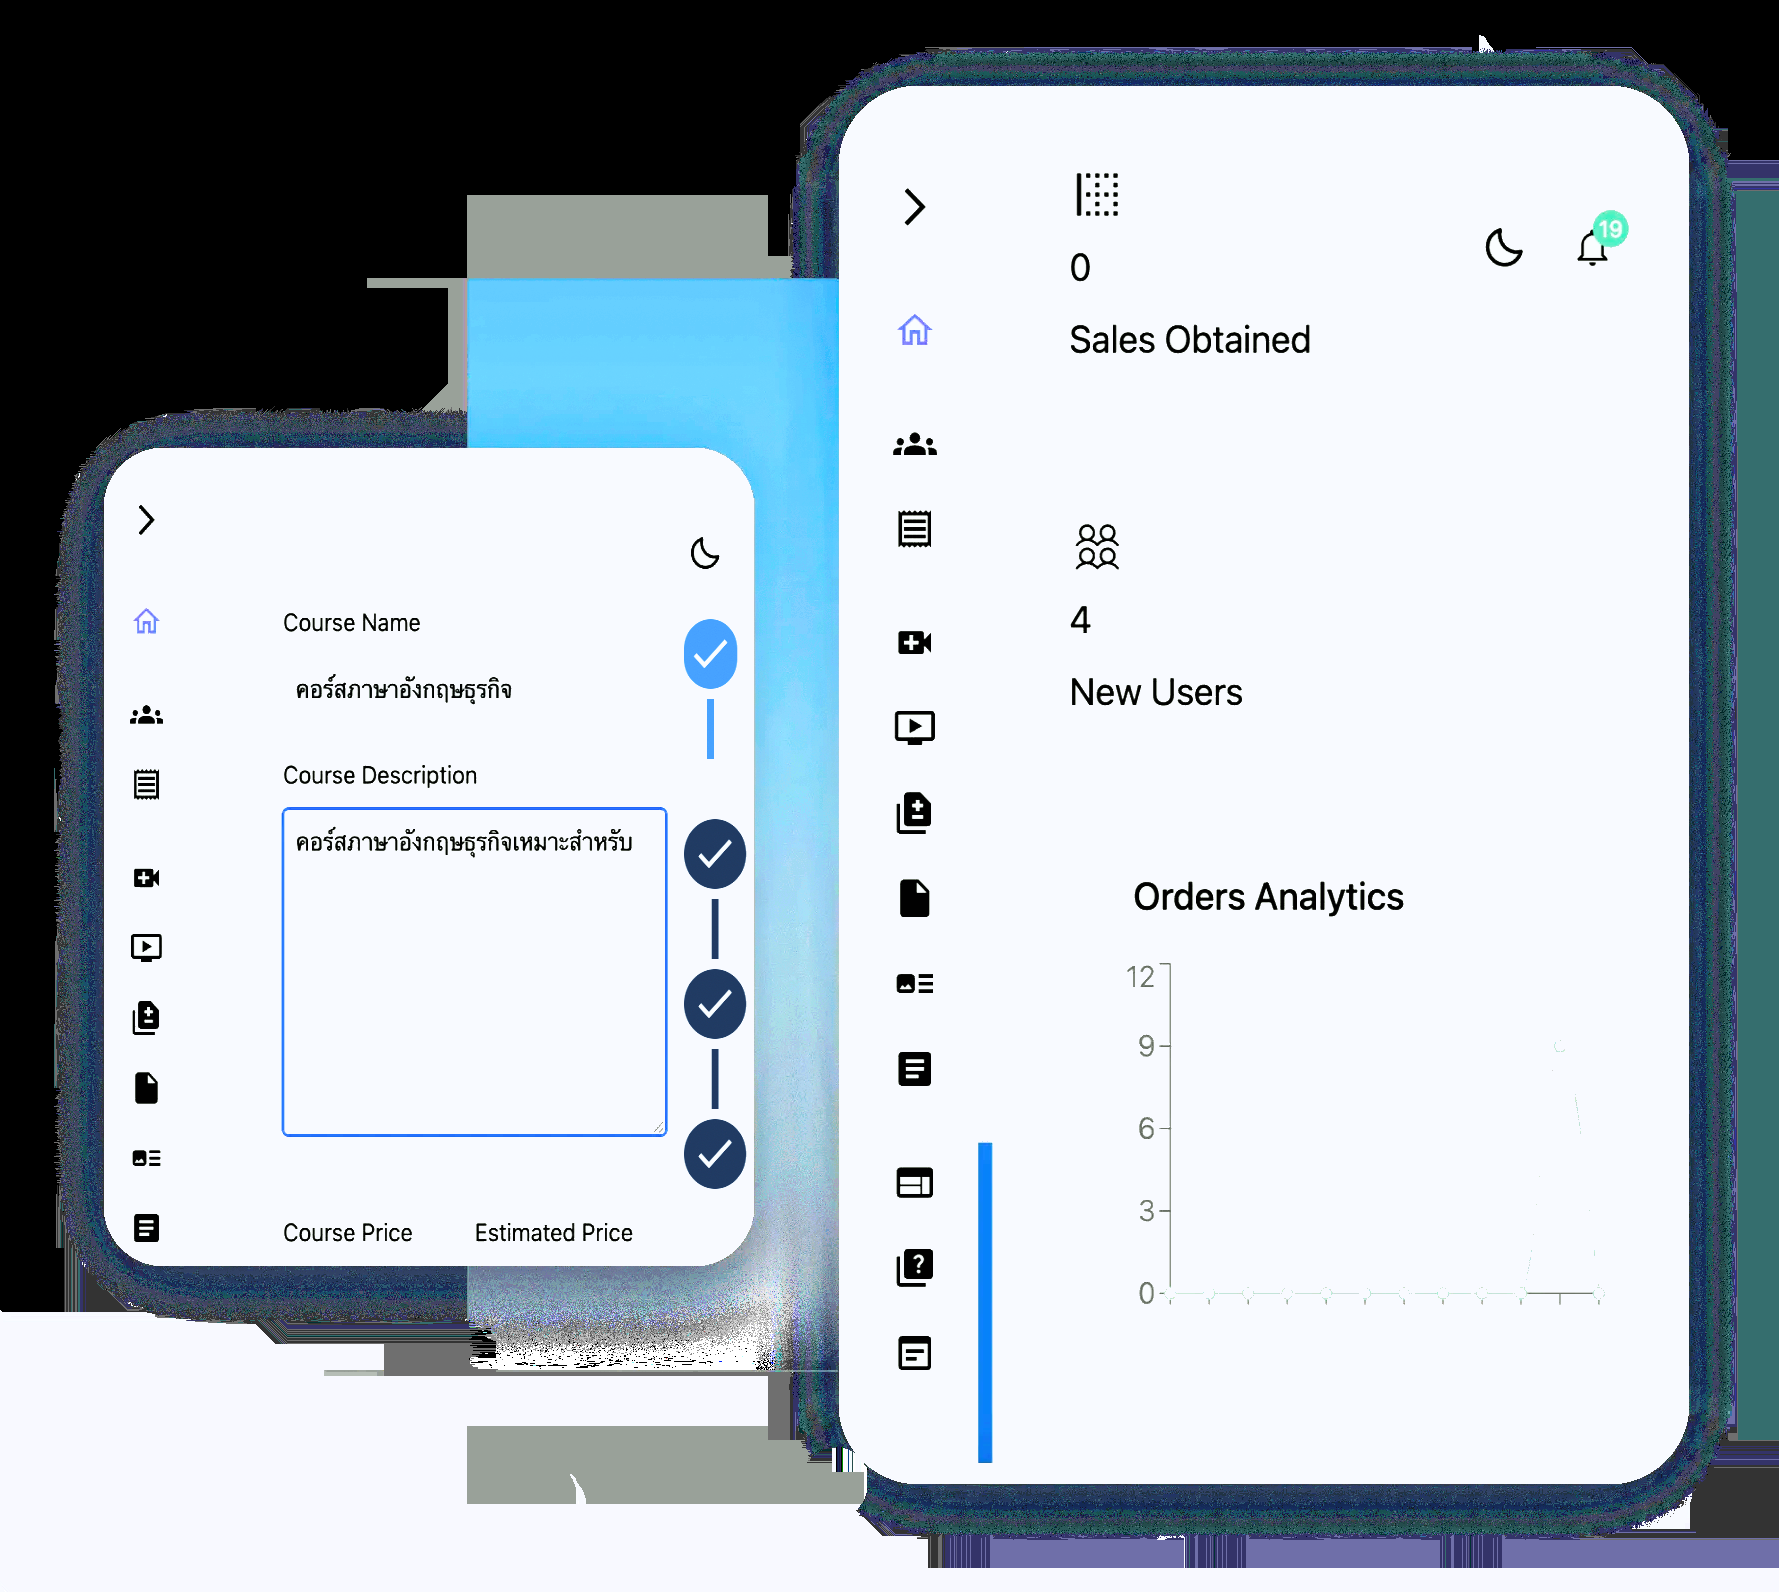 Course Name
คอร์สภาษาอังกฤษธุรกิจ
Course Description
คอร์สภาษาอังกฤษธุรกิจเหมาะสำหรับ
Course Price
Estimated Price
19
0
Sales Obtained
4
New Users
Orders Analytics
12
9
6
3
0